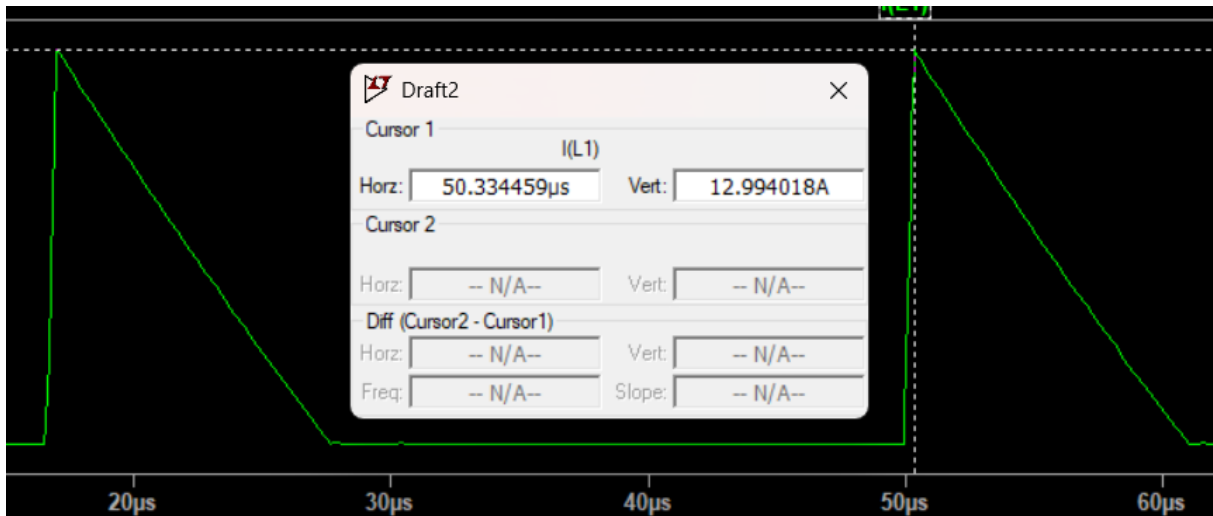 I(L1)
Draft2
Cursor 1
I(L1)
Horz: 50.334459µs Vert: 12.994018A
Cursor 2
Horz: -- N/A-- Vert: -- N/A--
Diff (Cursor2 - Cursor1)
Horz: -- N/A-- Vert: -- N/A--
Freq: -- N/A-- Slope: -- N/A--
20µs 30µs 40µs 50µs 60µs